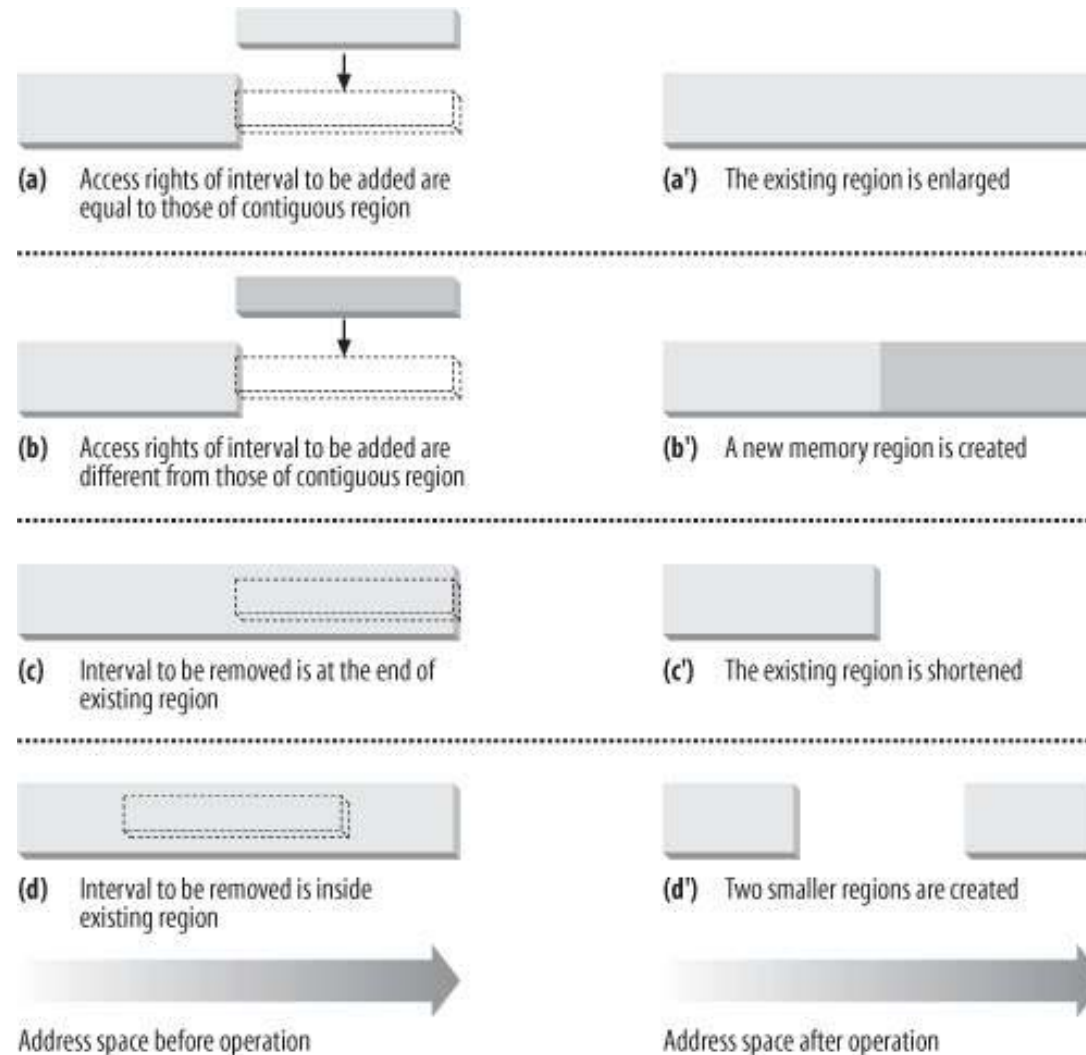 (a) Access rights of interval to be added are
equal to those of contiguous region
(a') The existing region is enlarged
(b) Access rights of interval to be added are
different from those of contiguous region
(b') A new memory region is created
(c) Interval to be removed is at the end of
existing region
(c') The existing region is shortened
(d) Interval to be removed is inside
existing region
(d') Two smaller regions are created
Address space before operation
Address space after operation